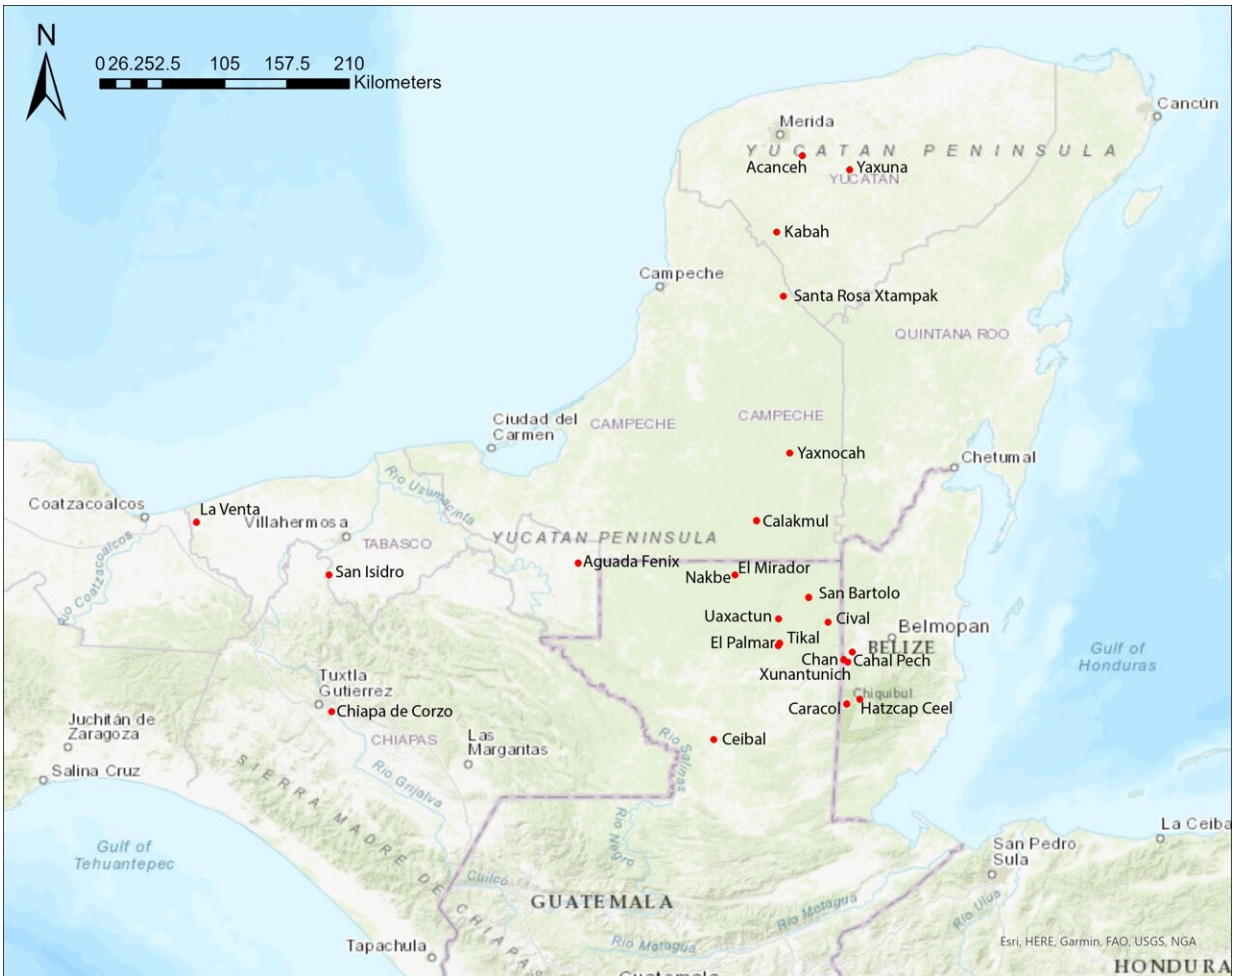 N
0 26.25 52.5 105 157.5 210
Kilometers
Cancún
Merida
YUCATAN PENINSULA
Acanceh
Yaxuna
YUCATAN
Kabah
Campeche
Santa Rosa Xtampak
QUINTANA ROO
Ciudad del
Carmen
CAMPECHE
CAMPECHE
Yaxnocah
Chetumal
Rio Usumacinta
Coatzacoalcos
La Venta
Villahermosa
Calakmul
TABASCO
YUCATAN PENINSULA
Rio Coatzacoalcos
San Isidro
Aguada Fenix
El Mirador
Nakbe
San Bartolo
Uaxactun
Cival
Belmopan
El Palmar
Tikal
BELIZE
Gulf of
Honduras
Chan
Cahal Pech
Xunantunich
Tuxtla
Gutierrez
Chiapa de Corzo
Chiquibul
Caracol
Hatzcap Ceel
Juchitán de
Zaragoza
CHIAPAS
Las
Margaritas
Ceibal
Rio Salinas
Salina Cruz
Rio Grijalva
SIERRA MADRE DE CHIAPAS
Rio Negro
La Ceiba
Gulf of
Tehuantepec
San Pedro
Sula
Cuilco
GUATEMALA
Rio Motagua
Rio Ulua
Tapachula
Rio Motagua
Esri, HERE, Garmin, FAO, USGS, NGA
Guatemala
HONDURA